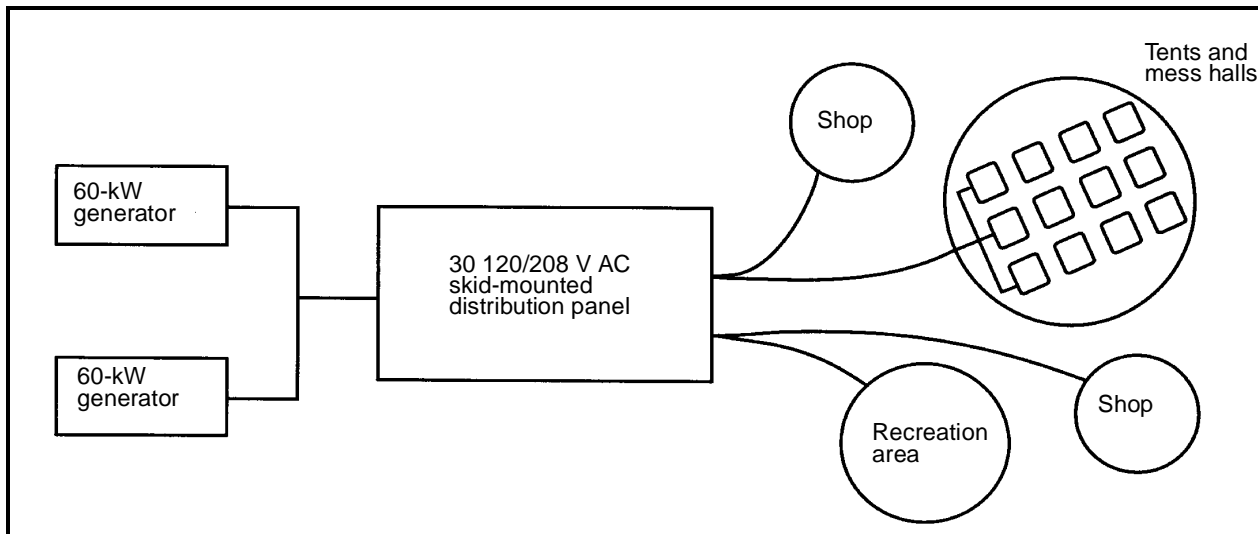 Tents and
mess halls
Shop
60-kW
generator
30 120/208 V AC
skid-mounted
distribution panel
60-kW
generator
Shop
Recreation
area